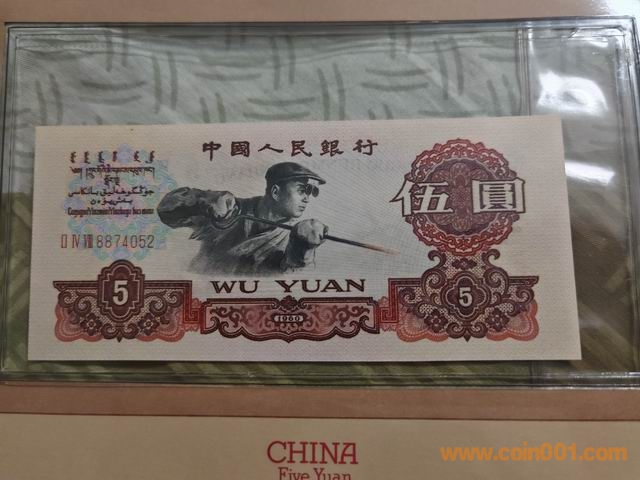 中國人民銀行
伍圓
II IV VIII 8874052
5
WU YUAN
5
1960
CHINA
Five Yuan
www.coin001.com